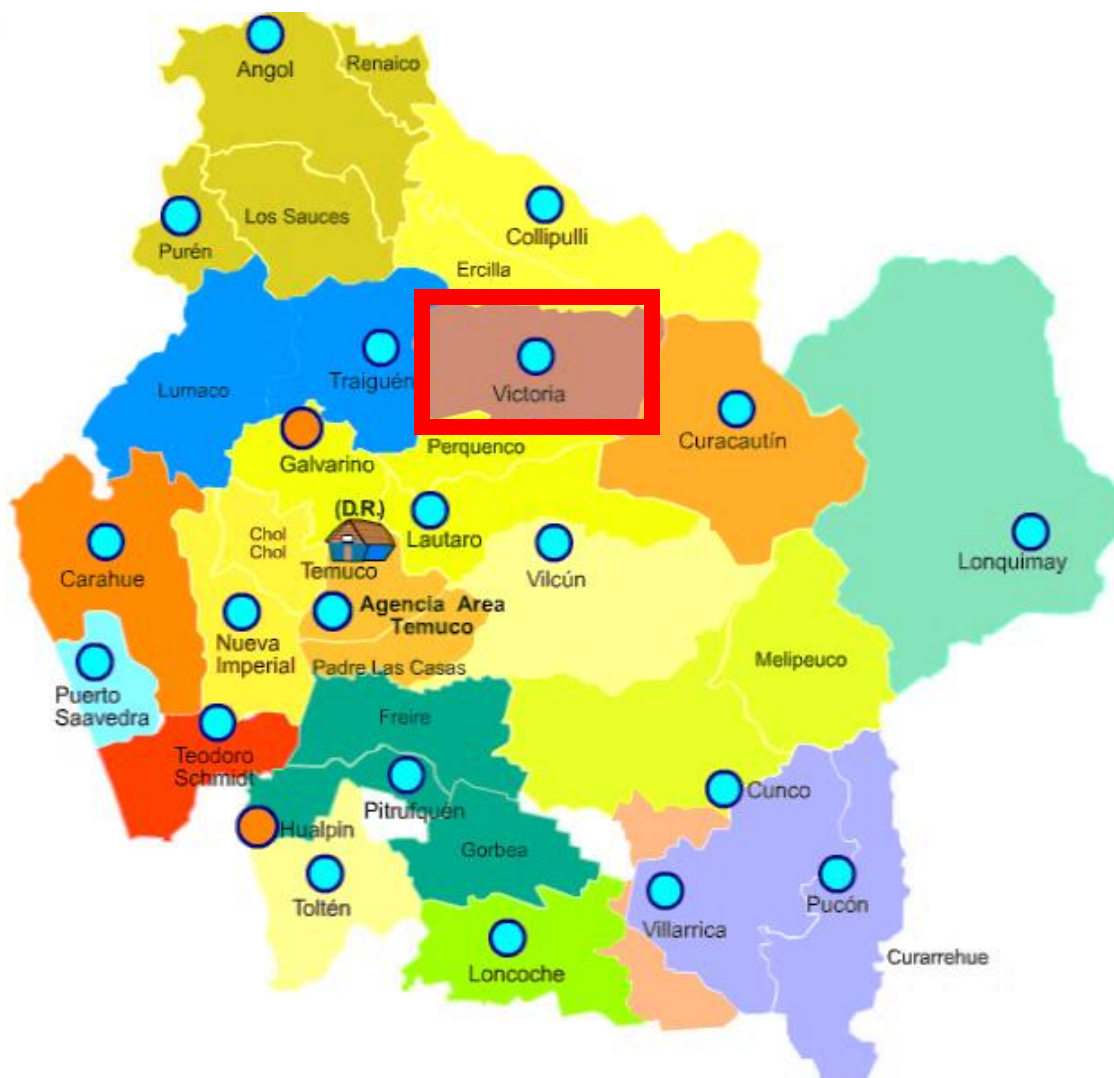 Angol
Renaico
Los Sauces
Purén
Collipulli
Ercilla
Lumaco
Traiguén
Victoria
Curacautín
Perquenco
Galvarino
(D.R.)
Chol
Chol
Lautaro
Temuco
Vilcún
Carahue
Lonquimay
Agencia Area
Temuco
Nueva
Imperial
Padre Las Casas
Melipeuco
Puerto
Saavedra
Freire
Teodoro
Schmidt
Cunco
Pitrufquén
Hualpin
Gorbea
Toltén
Pucón
Villarrica
Curarrehue
Loncoche